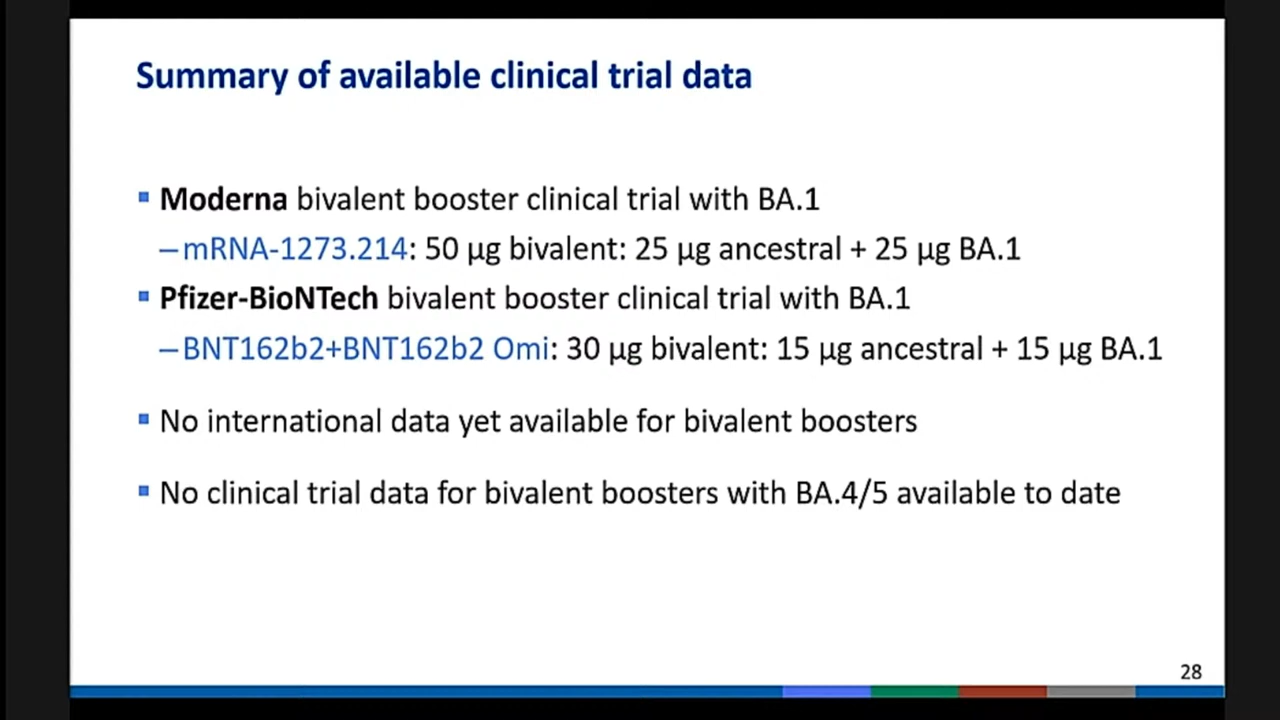 Summary of available clinical trial data
▪ Moderna bivalent booster clinical trial with BA.1
–mRNA-1273.214: 50 µg bivalent: 25 µg ancestral + 25 µg BA.1
▪ Pfizer-BioNTech bivalent booster clinical trial with BA.1
–BNT162b2+BNT162b2 Omi: 30 µg bivalent: 15 µg ancestral + 15 µg BA.1
▪ No international data yet available for bivalent boosters
▪ No clinical trial data for bivalent boosters with BA.4/5 available to date
28